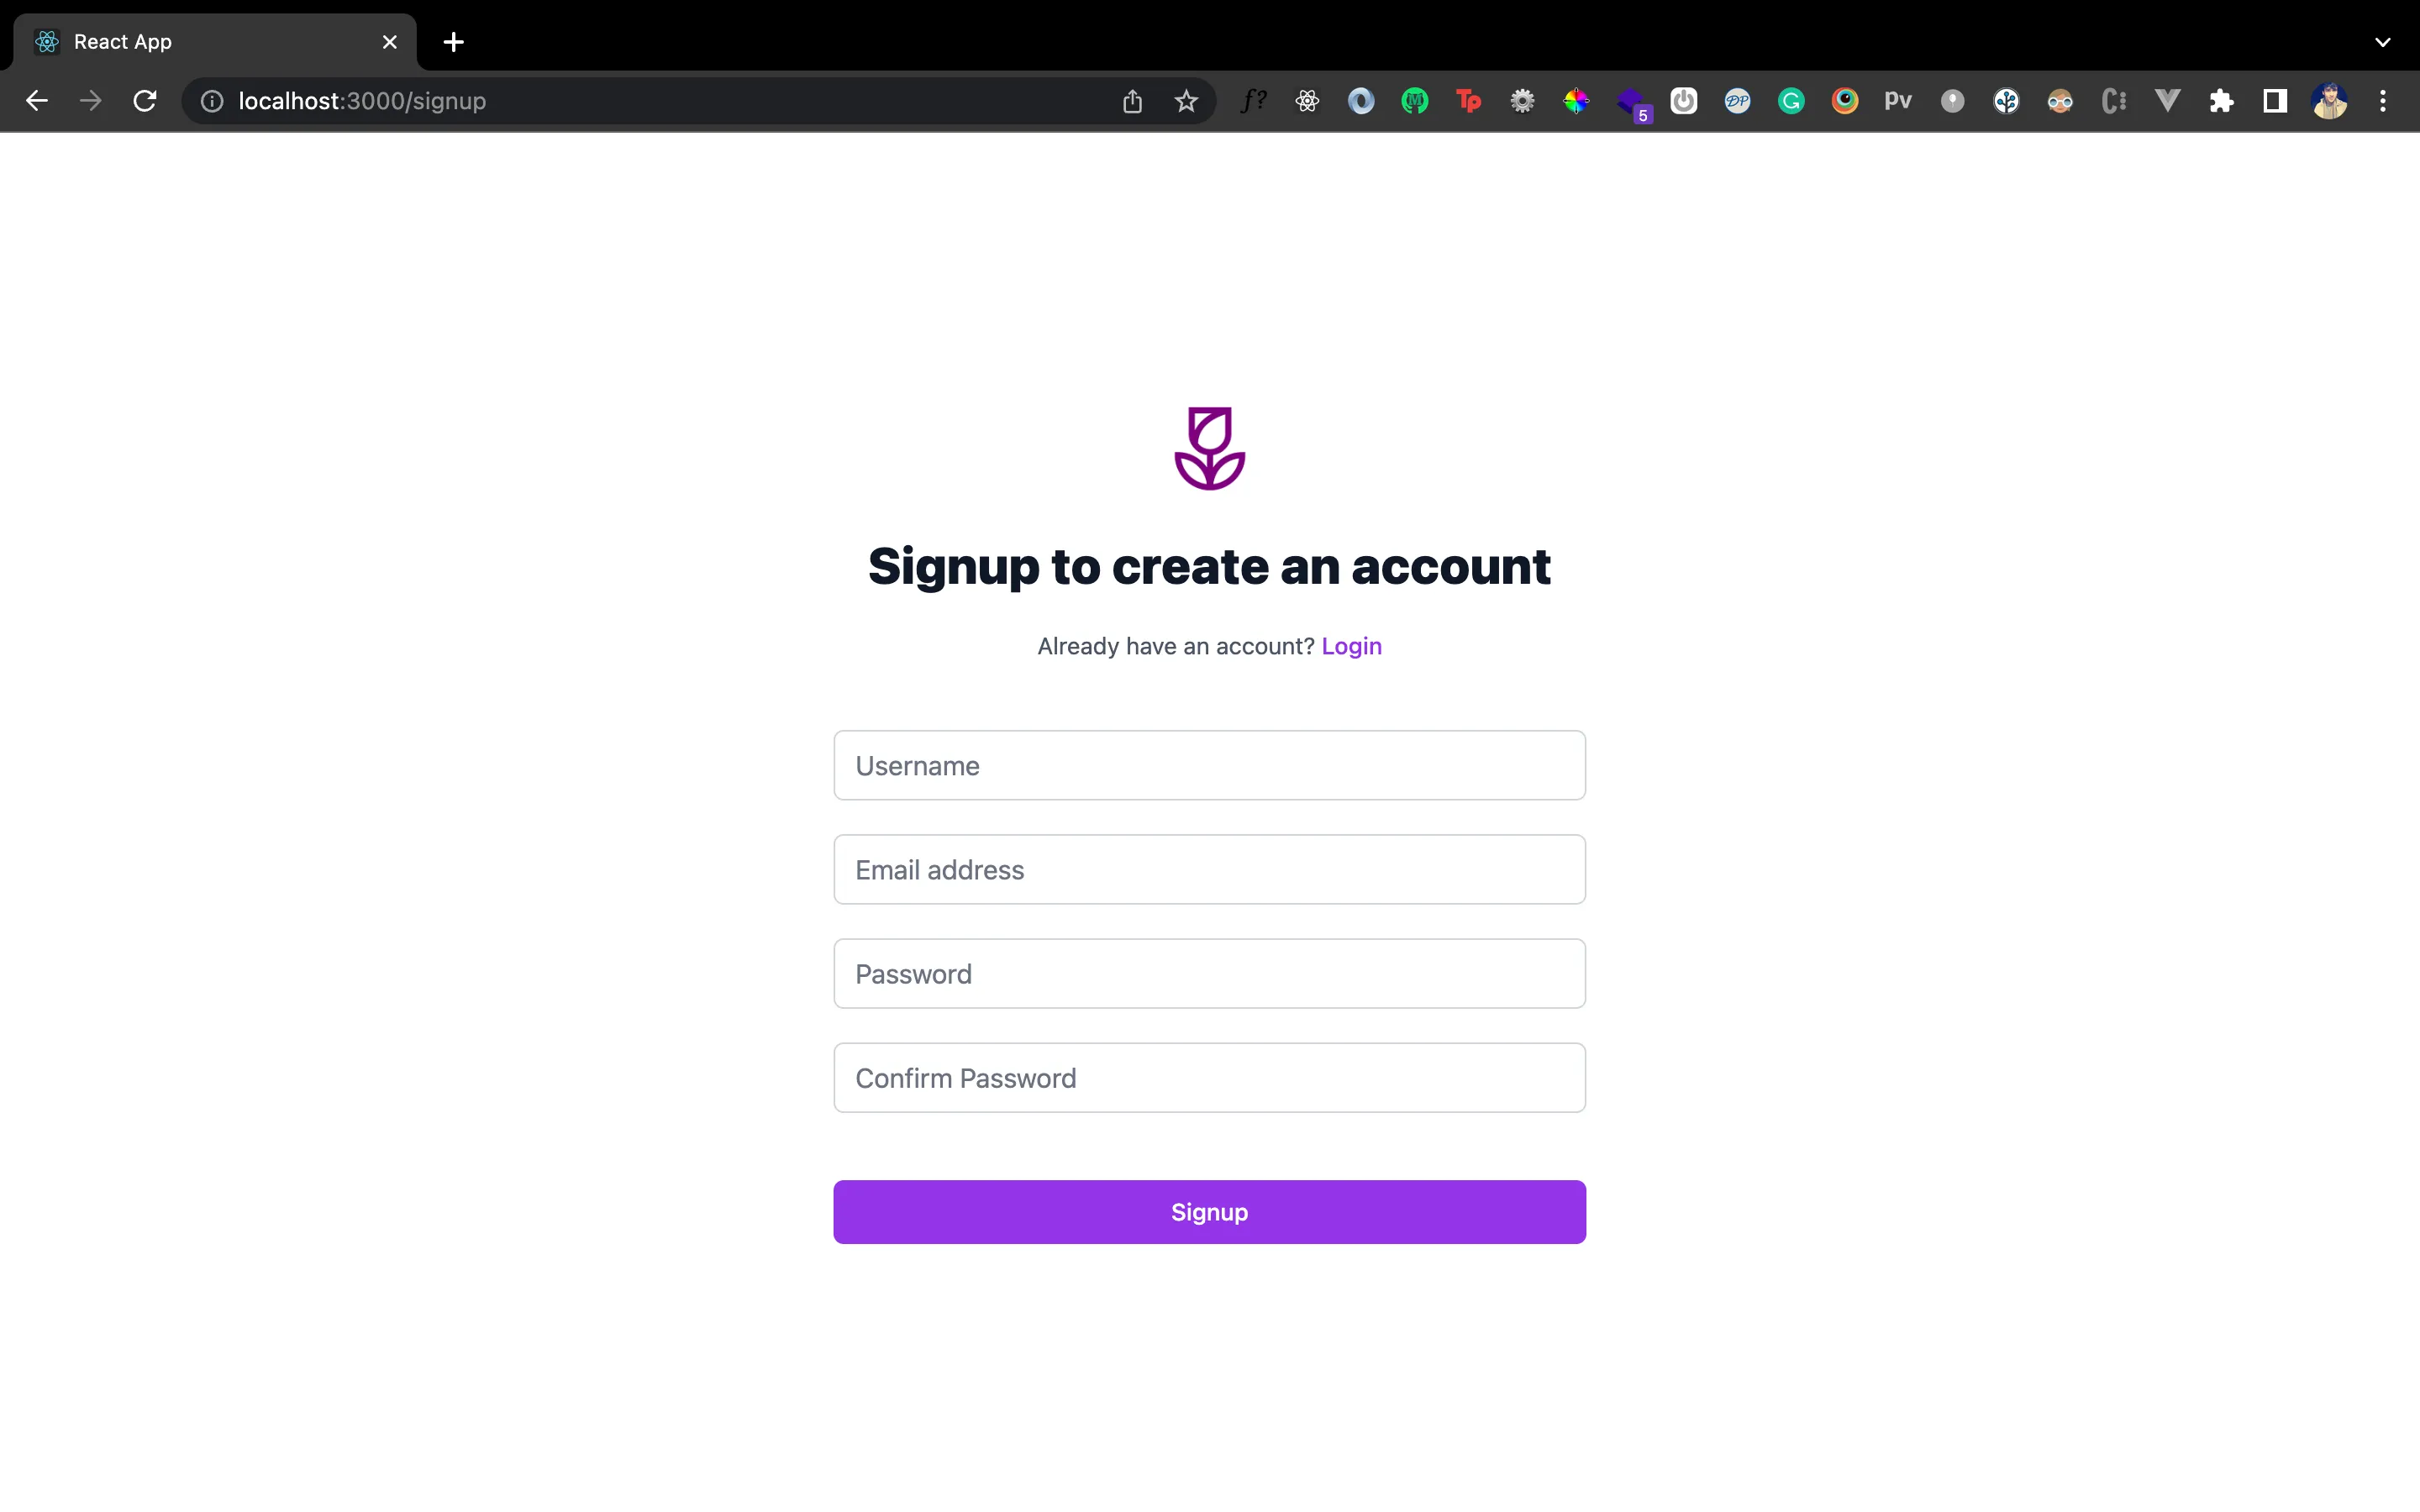 React App
localhost:3000/signup
f?
Tp
5
DP
G
pv
C:
Signup to create an account
Already have an account? Login
Username
Email address
Password
Confirm Password
Signup